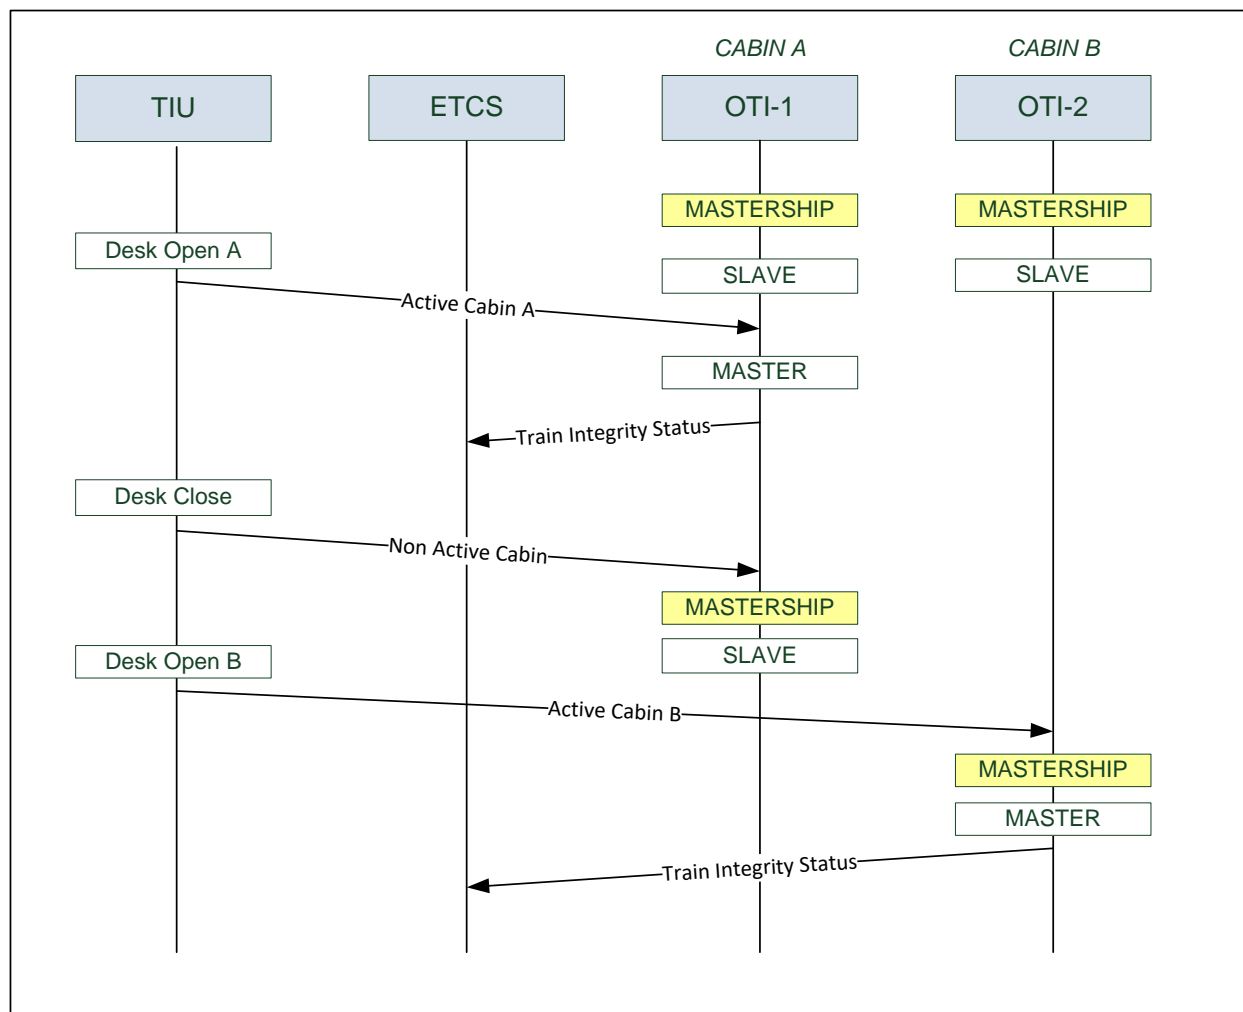 CABIN A
CABIN B
TIU
ETCS
OTI-1
OTI-2
MASTERSHIP
MASTERSHIP
Desk Open A
SLAVE
SLAVE
Active Cabin A
MASTER
Train Integrity Status
Desk Close
Non Active Cabin
MASTERSHIP
SLAVE
Desk Open B
Active Cabin B
MASTERSHIP
MASTER
Train Integrity Status